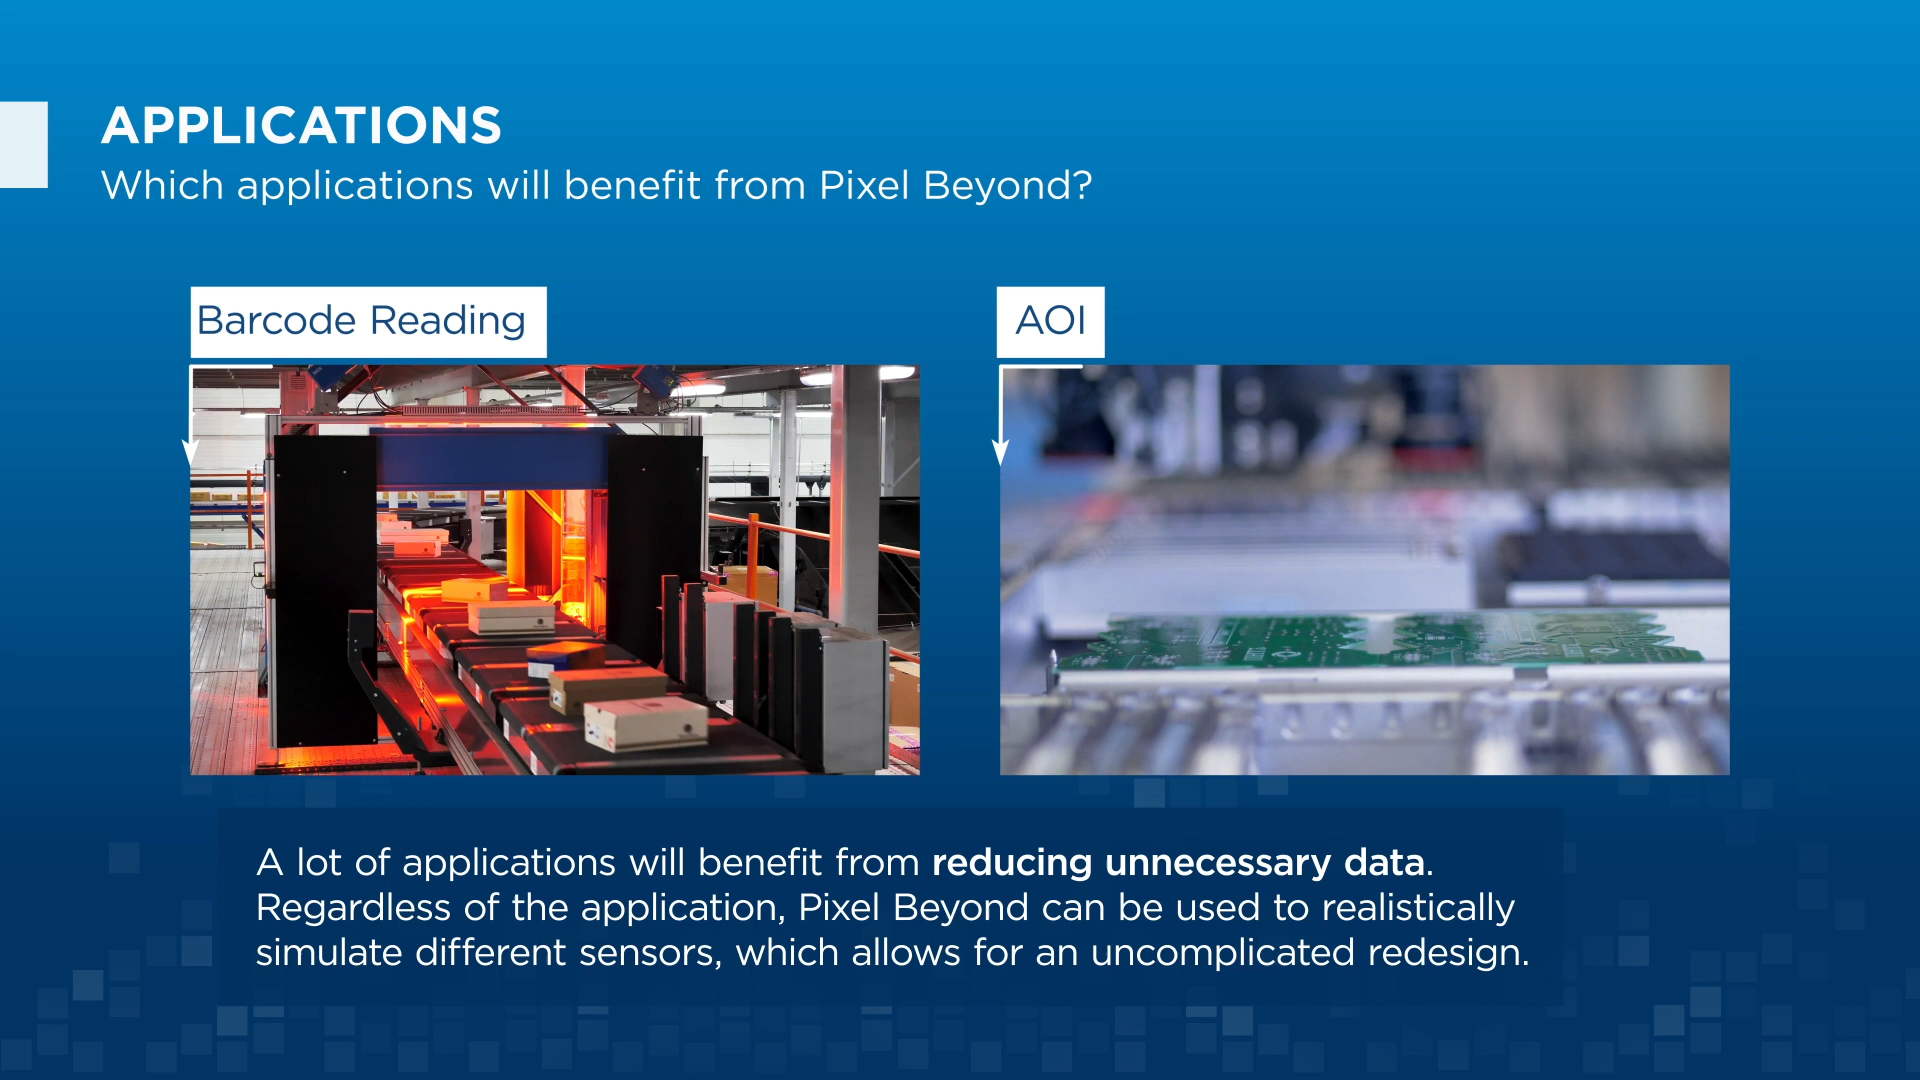 APPLICATIONS
Which applications will benefit from Pixel Beyond?
Barcode Reading
AOI
A lot of applications will benefit from reducing unnecessary data.
Regardless of the application, Pixel Beyond can be used to realistically
simulate different sensors, which allows for an uncomplicated redesign.